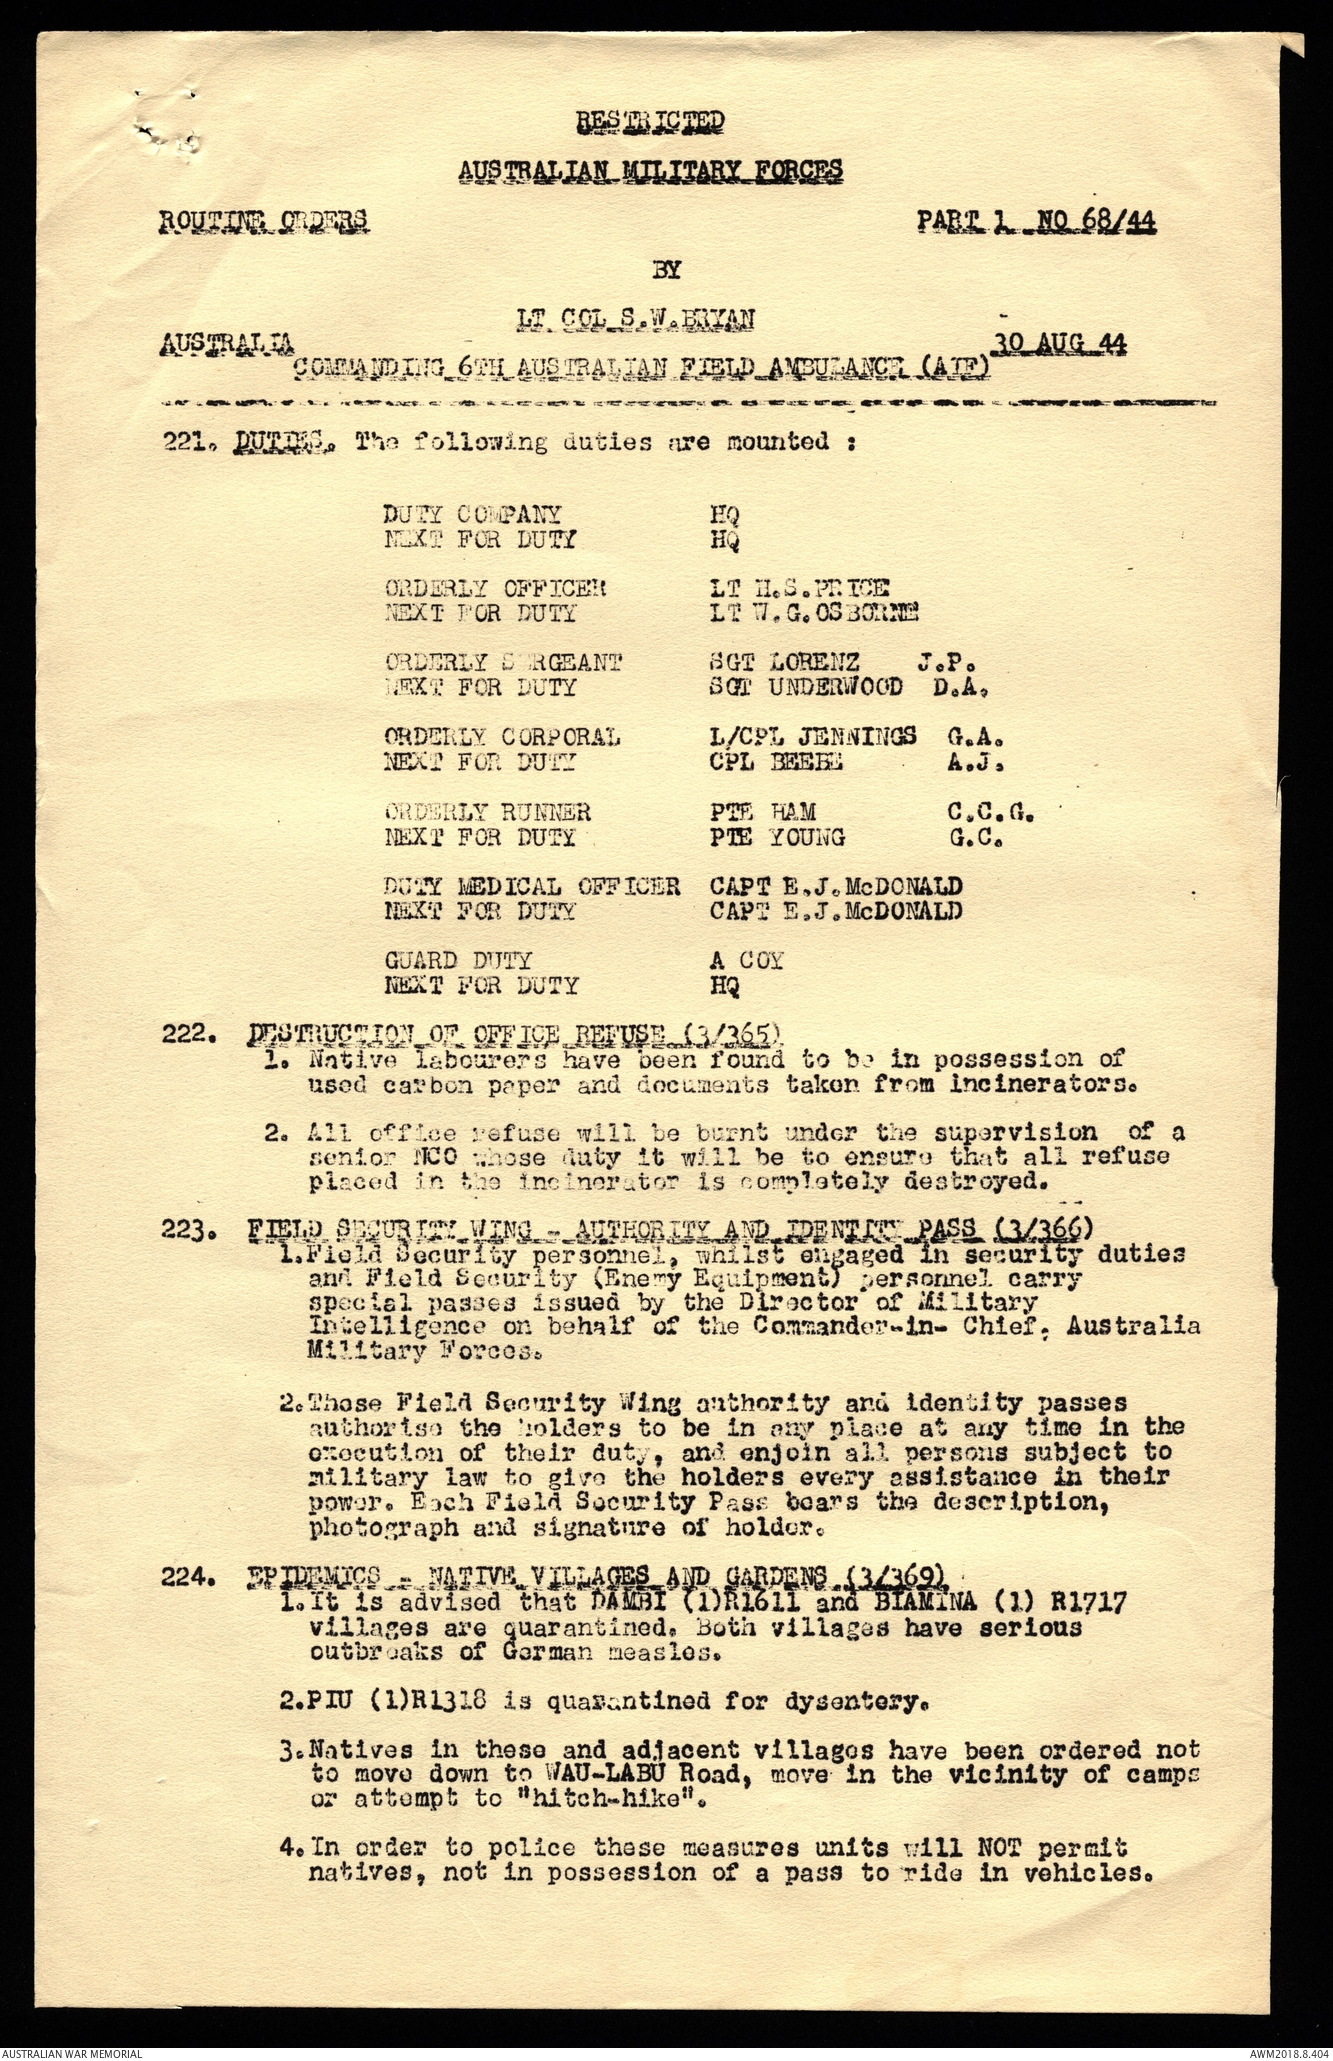 RESTRICTED
AUSTRALIAN MILITARY FORCES
ROUTINE ORDERS PART 1 NO 68/44
BY
LT COL S.W.BRYAN
AUSTRALIA 30 AUG 44
COMMANDING 6TH AUSTRALIAN FIELD AMBULANCE (AIF)
221. DUTIES. The following duties are mounted :
DUTY COMPANY HQ
NEXT FOR DUTY HQ
ORDERLY OFFICER LT H.S.PRICE
NEXT FOR DUTY LT W.G.OSBORNE
ORDERLY SERGEANT SGT LORENZ J.P.
NEXT FOR DUTY SGT UNDERWOOD D.A.
ORDERLY CORPORAL L/CPL JENNINGS G.A.
NEXT FOR DUTY CPL BEEBE A.J.
ORDERLY RUNNER PTE HAM C.C.G.
NEXT FOR DUTY PTE YOUNG G.C.
DUTY MEDICAL OFFICER CAPT E.J.McDONALD
NEXT FOR DUTY CAPT E.J.McDONALD
GUARD DUTY A COY
NEXT FOR DUTY HQ
222. DESTRUCTION OF OFFICE REFUSE (3/365)
1. Native labourers have been found to be in possession of
used carbon paper and documents taken from incinerators.
2. All office refuse will be burnt under the supervision of a
senior NCO whose duty it will be to ensure that all refuse
placed in the incinerator is completely destroyed.
223. FIELD SECURITY WING - AUTHORITY AND IDENTITY PASS (3/366)
1.Field Security personnel, whilst engaged in security duties
and Field Security (Enemy Equipment) personnel carry
special passes issued by the Director of Military
Intelligence on behalf of the Commander-in- Chief, Australia
Military Forces.
2.Those Field Security Wing authority and identity passes
authorise the holders to be in any place at any time in the
execution of their duty, and enjoin all persons subject to
military law to give the holders every assistance in their
power. Each Field Security Pass bears the description,
photograph and signature of holder.
224. EPIDEMICS - NATIVE VILLAGES AND GARDENS (3/369)
1.It is advised that DAMBI (1)R1611 and BIAMINA (1) R1717
villages are quarantined. Both villages have serious
outbreaks of German measles.
2.PIU (1)R1318 is quarantined for dysentery.
3.Natives in these and adjacent villages have been ordered not
to move down to WAU-LABU Road, move in the vicinity of camps
or attempt to "hitch-hike".
4.In order to police these measures units will NOT permit
natives, not in possession of a pass to ride in vehicles.
AUSTRALIAN WAR MEMORIAL AWM2018.8.404